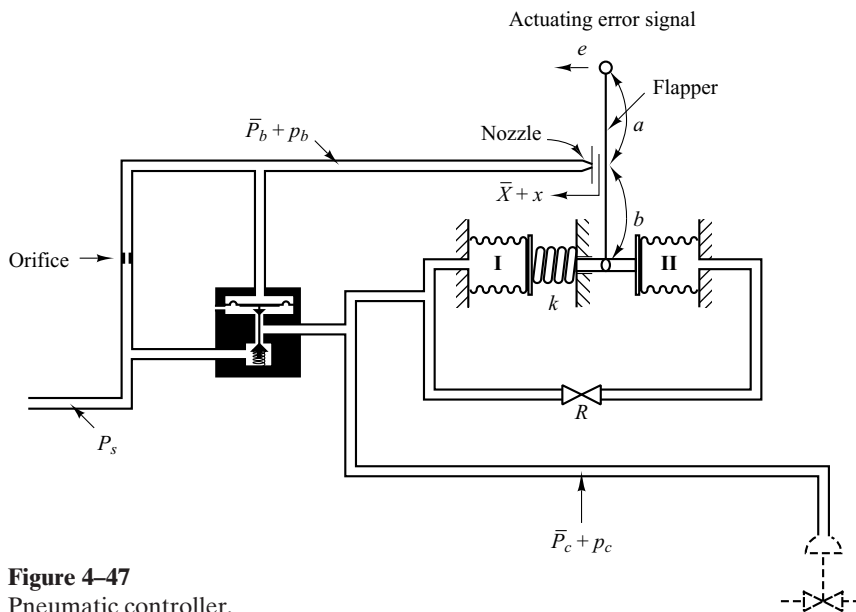 Actuating error signal
e
Flapper
a
Nozzle
P̄b + pb
X̄ + x
b
Orifice
I
II
k
R
Ps
P̄c + pc
Figure 4–47
Pneumatic controller.